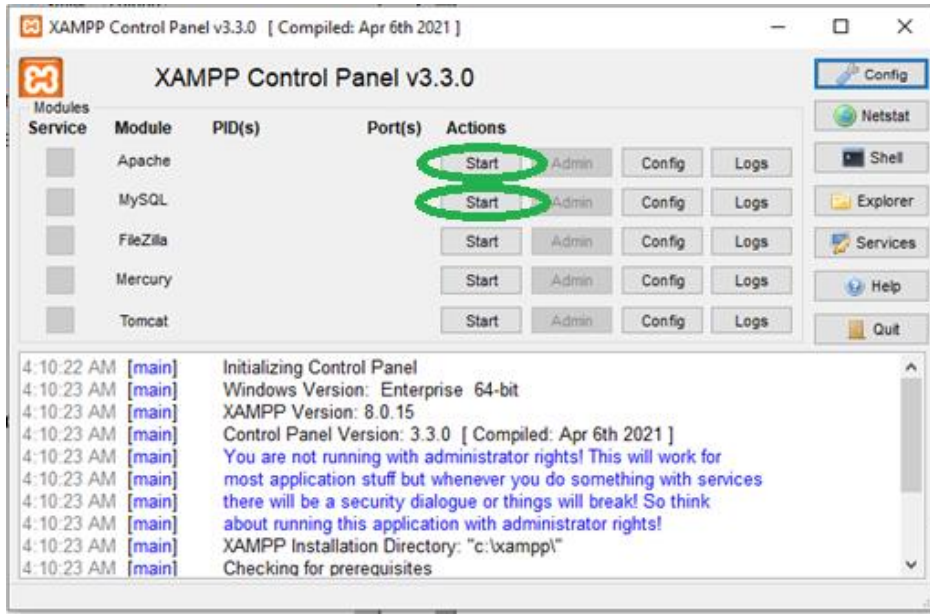 XAMPP Control Panel v3.3.0 [ Compiled: Apr 6th 2021 ]
XAMPP Control Panel v3.3.0
Config
Modules
Service Module PID(s) Port(s) Actions
Netstat
Apache Start Admin Config Logs
Shell
MySQL Start Admin Config Logs
Explorer
FileZilla Start Admin Config Logs
Services
Mercury Start Admin Config Logs
Help
Tomcat Start Admin Config Logs
Quit
4:10:22 AM [main] Initializing Control Panel
4:10:23 AM [main] Windows Version: Enterprise 64-bit
4:10:23 AM [main] XAMPP Version: 8.0.15
4:10:23 AM [main] Control Panel Version: 3.3.0 [ Compiled: Apr 6th 2021 ]
4:10:23 AM [main] You are not running with administrator rights! This will work for
4:10:23 AM [main] most application stuff but whenever you do something with services
4:10:23 AM [main] there will be a security dialogue or things will break! So think
4:10:23 AM [main] about running this application with administrator rights!
4:10:23 AM [main] XAMPP Installation Directory: "c:\xampp\"
4:10:23 AM [main] Checking for prerequisites